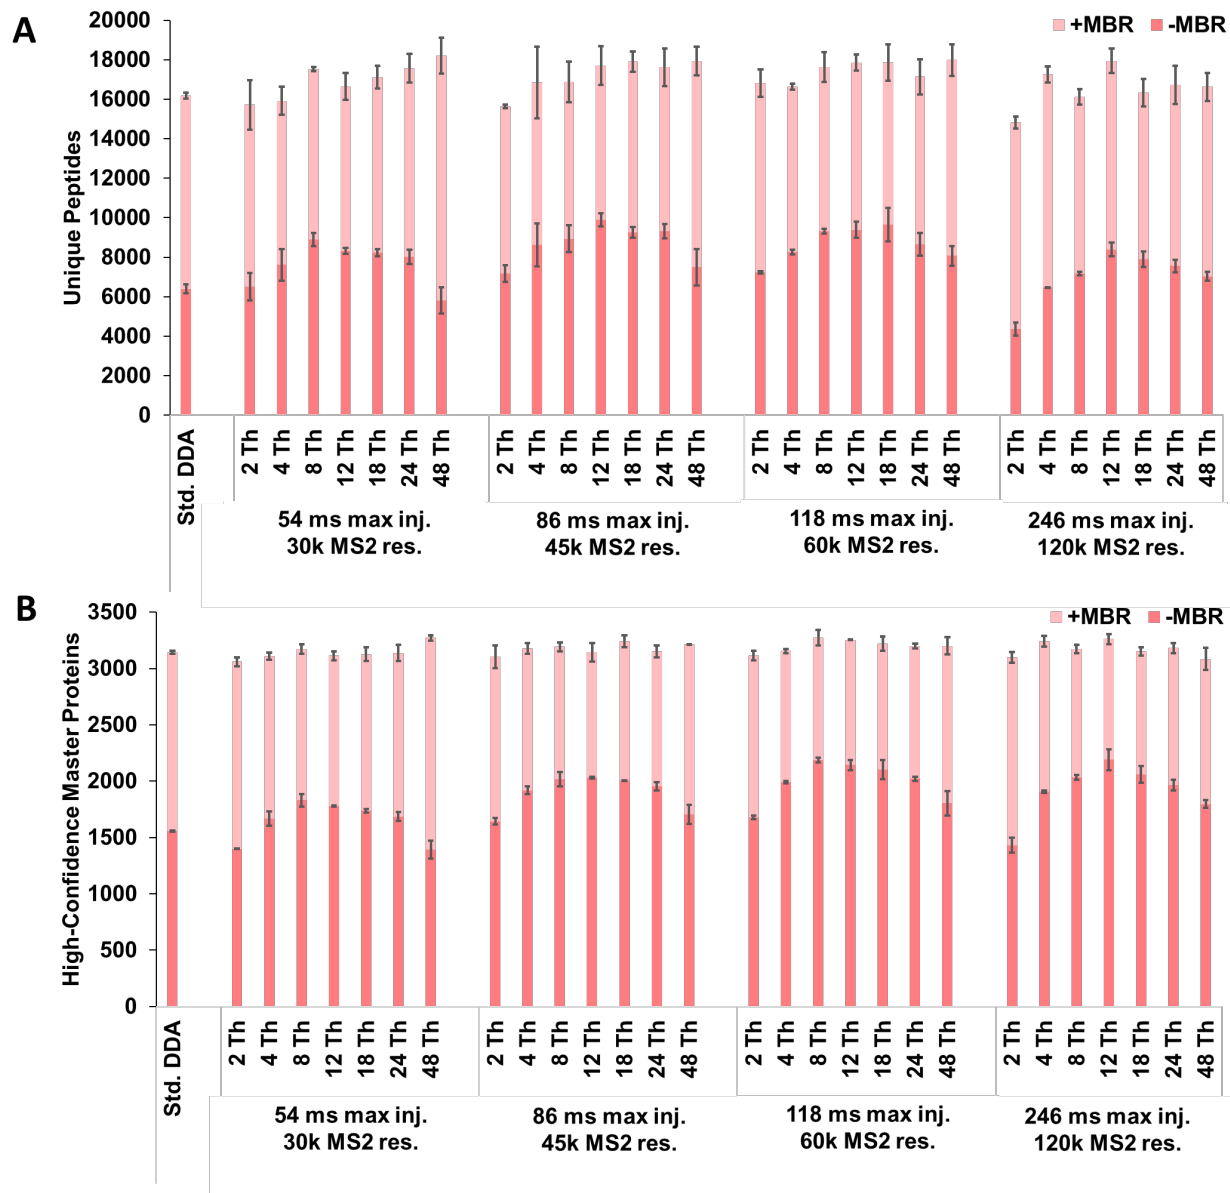 A
+MBR -MBR
Unique Peptides
20000
18000
16000
14000
12000
10000
8000
6000
4000
2000
0
Std. DDA
2 Th 4 Th 8 Th 12 Th 18 Th 24 Th 48 Th
2 Th 4 Th 8 Th 12 Th 18 Th 24 Th 48 Th
2 Th 4 Th 8 Th 12 Th 18 Th 24 Th 48 Th
2 Th 4 Th 8 Th 12 Th 18 Th 24 Th 48 Th
54 ms max inj.
30k MS2 res.
86 ms max inj.
45k MS2 res.
118 ms max inj.
60k MS2 res.
246 ms max inj.
120k MS2 res.
B
+MBR -MBR
High-Confidence Master Proteins
3500
3000
2500
2000
1500
1000
500
0
Std. DDA
2 Th 4 Th 8 Th 12 Th 18 Th 24 Th 48 Th
2 Th 4 Th 8 Th 12 Th 18 Th 24 Th 48 Th
2 Th 4 Th 8 Th 12 Th 18 Th 24 Th 48 Th
2 Th 4 Th 8 Th 12 Th 18 Th 24 Th 48 Th
54 ms max inj.
30k MS2 res.
86 ms max inj.
45k MS2 res.
118 ms max inj.
60k MS2 res.
246 ms max inj.
120k MS2 res.